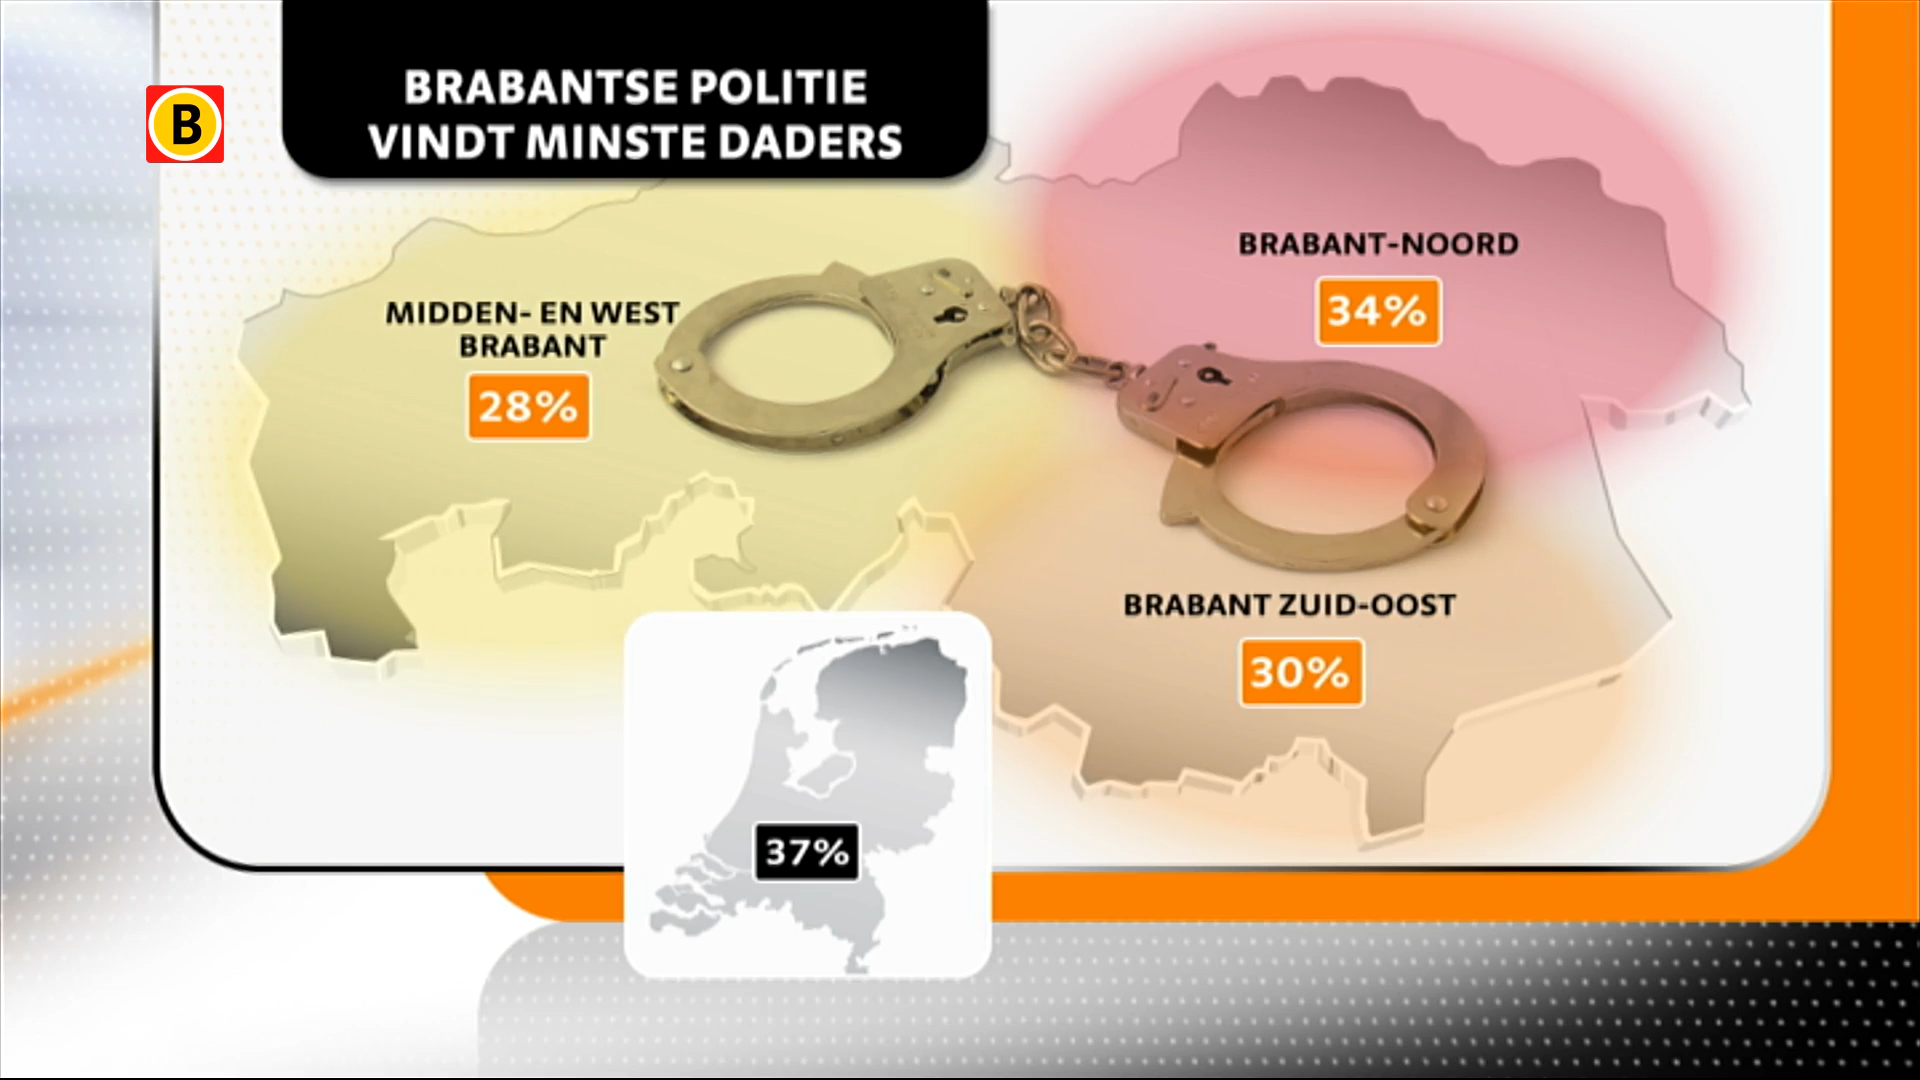 B
BRABANTSE POLITIE
VINDT MINSTE DADERS
BRABANT-NOORD
34%
MIDDEN- EN WEST
BRABANT
28%
BRABANT ZUID-OOST
30%
37%